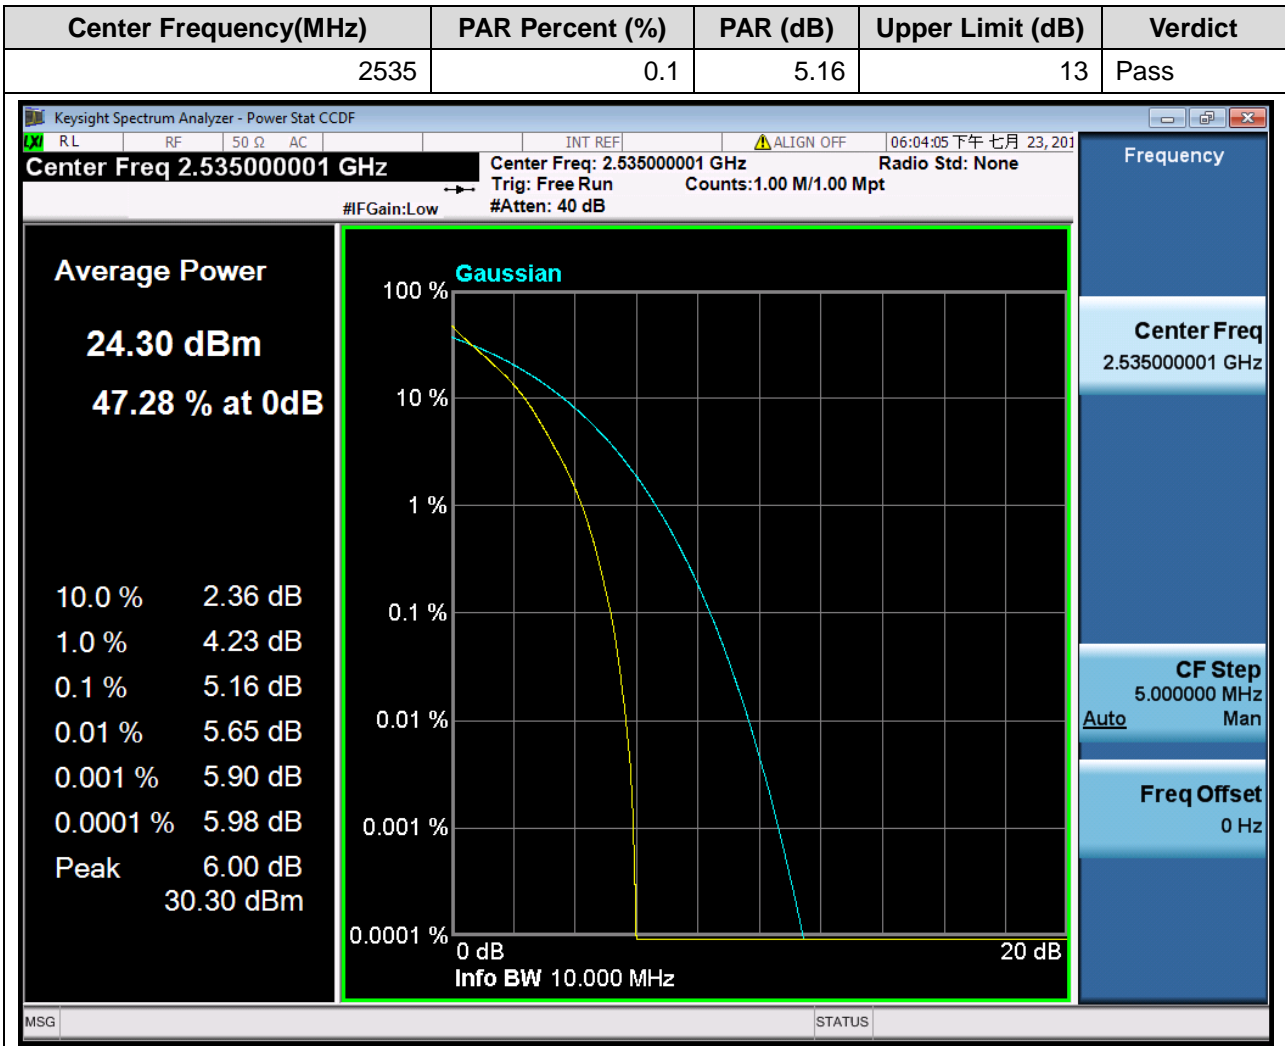 Center Frequency(MHz) PAR Percent (%) PAR (dB) Upper Limit (dB) Verdict
2535 0.1 5.16 13 Pass
Keysight Spectrum Analyzer - Power Stat CCDF
LXI RL RF 50 Ω AC INT REF ALIGN OFF 06:04:05下午 七月 23, 201
Center Freq 2.535000001 GHz
Center Freq: 2.535000001 GHz Radio Std: None
Trig: Free Run Counts:1.00 M/1.00 Mpt
#IFGain:Low #Atten: 40 dB
Average Power
24.30 dBm
47.28 % at 0dB
10.0 % 2.36 dB
1.0 % 4.23 dB
0.1 % 5.16 dB
0.01 % 5.65 dB
0.001 % 5.90 dB
0.0001 % 5.98 dB
Peak 6.00 dB
30.30 dBm
Gaussian
100 %
10 %
1 %
0.1 %
0.01 %
0.001 %
0.0001 %
0 dB 20 dB
Info BW 10.000 MHz
Frequency
Center Freq
2.535000001 GHz
CF Step
5.000000 MHz
Auto Man
Freq Offset
0 Hz
MSG STATUS